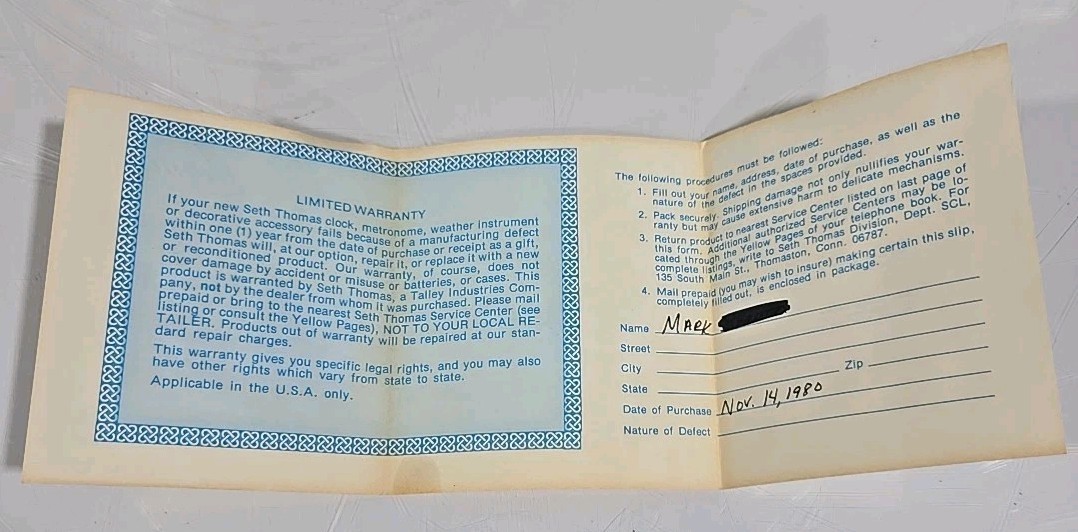 LIMITED WARRANTY
If your new Seth Thomas clock, metronome, weather instrument
or decorative accessory fails because of a manufacturing defect
within one (1) year from the date of purchase or receipt as a gift,
Seth Thomas will, at our option, repair it, or replace it with a new
or reconditioned product. Our warranty, of course, does not
cover damage by accident or misuse or batteries, or cases. This
product is warranted by Seth Thomas, a Talley Industries Com-
pany, not by the dealer from whom it was purchased. Please mail
prepaid or bring to the nearest Seth Thomas Service Center (see
listing or consult the Yellow Pages), NOT TO YOUR LOCAL RE-
TAILER. Products out of warranty will be repaired at our stan-
dard repair charges.
This warranty gives you specific legal rights, and you may also
have other rights which vary from state to state.
Applicable in the U.S.A. only.
The following procedures must be followed:
1. Fill out your name, address, date of purchase, as well as the
nature of the defect in the spaces provided.
2. Pack securely. Shipping damage not only nullifies your war-
ranty but may cause extensive harm to delicate mechanisms.
3. Return product to nearest Service Center listed on last page of
this form. Additional authorized Service Centers may be lo-
cated through the Yellow Pages of your telephone book. For
complete listings, write to Seth Thomas Division, Dept. SCL,
135 South Main St., Thomaston, Conn. 06787.
4. Mail prepaid (you may wish to insure) making certain this slip,
completely filled out, is enclosed in package.
Name MARK
Street
City
State Zip
Date of Purchase Nov. 14, 1980
Nature of Defect